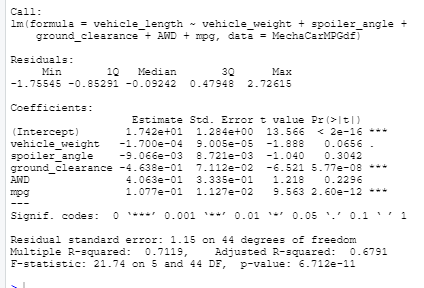 Call:
lm(formula = vehicle_length ~ vehicle_weight + spoiler_angle +
    ground_clearance + AWD + mpg, data = MechaCarMPGdf)
Residuals:
     Min       1Q   Median       3Q      Max
-1.75545 -0.85291 -0.09242  0.47948  2.72615
Coefficients:
                   Estimate Std. Error t value Pr(>|t|)
(Intercept)       1.742e+01  1.284e+00  13.566  < 2e-16 ***
vehicle_weight   -1.700e-04  9.005e-05  -1.888   0.0656 .
spoiler_angle    -9.066e-03  8.721e-03  -1.040   0.3042
ground_clearance -4.638e-01  7.112e-02  -6.521 5.77e-08 ***
AWD               4.063e-01  3.335e-01   1.218   0.2296
mpg               1.077e-01  1.127e-02   9.563 2.60e-12 ***
---
Signif. codes:  0 ‘***’ 0.001 ‘**’ 0.01 ‘*’ 0.05 ‘.’ 0.1 ‘ ’ 1
Residual standard error: 1.15 on 44 degrees of freedom
Multiple R-squared:  0.7119,    Adjusted R-squared:  0.6791
F-statistic: 21.74 on 5 and 44 DF,  p-value: 6.712e-11
>